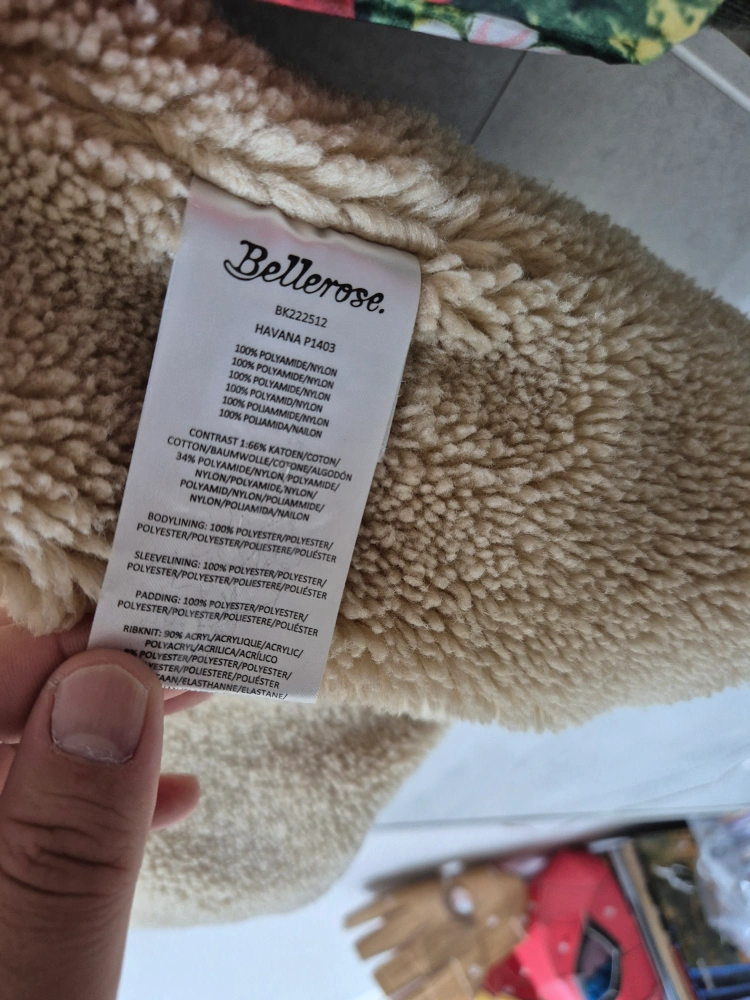 Bellerose.
BK222512
HAVANA P1403
100% POLYAMIDE/NYLON
100% POLYAMIDE/NYLON
100% POLYAMIDE/NYLON
100% POLYAMID/NYLON
100% POLIAMMIDE/NYLON
100% POLIAMIDA/NAILON
CONTRAST 1:66% KATOEN/COTON/
COTTON/BAUMWOLLE/COTONE/ALGODÓN
34% POLYAMIDE/NYLON/POLYAMIDE/
NYLON/POLYAMIDE/NYLON/
POLYAMID/NYLON/POLIAMMIDE/
NYLON/POLIAMIDA/NAILON
BODYLINING: 100% POLYESTER/POLYESTER/
POLYESTER/POLYESTER/POLIESTERE/POLIÉSTER
SLEEVELINING: 100% POLYESTER/POLYESTER/
POLYESTER/POLYESTER/POLIESTERE/POLIÉSTER
PADDING: 100% POLYESTER/POLYESTER/
POLYESTER/POLYESTER/POLIESTERE/POLIÉSTER
RIBKNIT: 90% ACRYL/ACRYLIQUE/ACRYLIC/
POLYACRYL/ACRILICA/ACRÍLICO
POLYESTER/POLYESTER/POLYESTER/
POLYESTER/POLIESTERE/POLIÉSTER
/ELASTHANNE/ELASTANE/